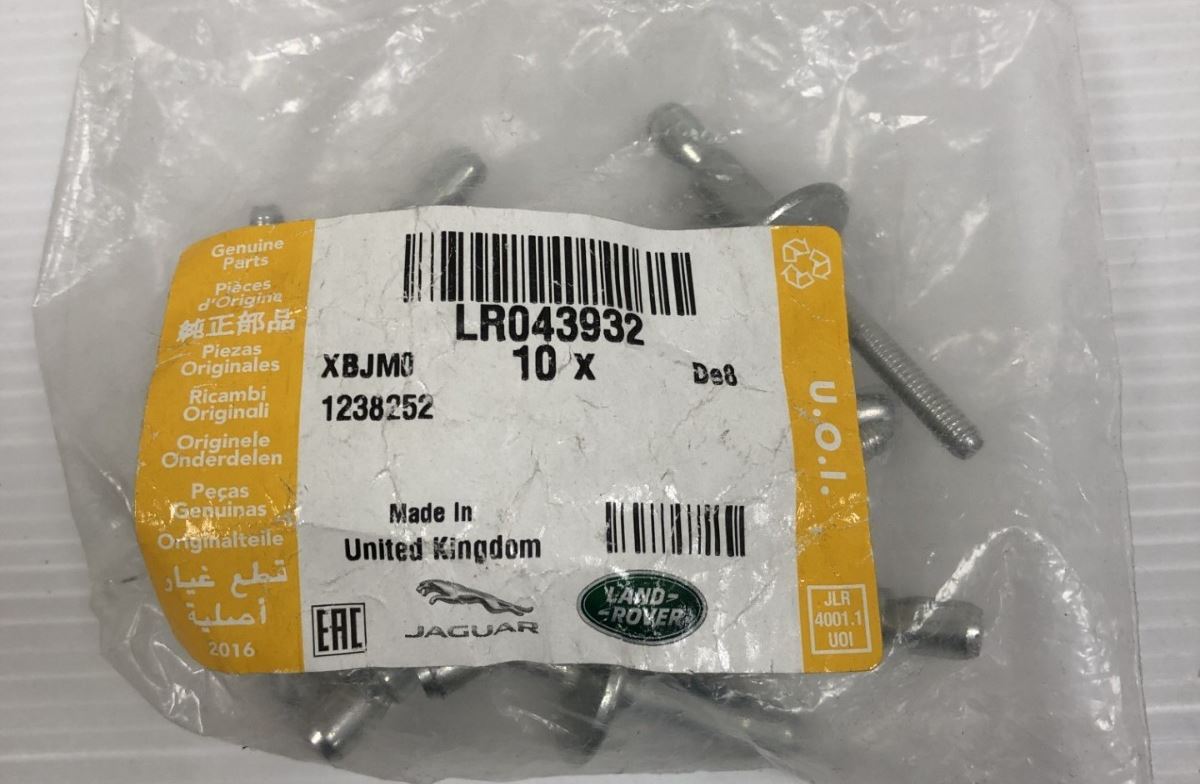 Genuine
Parts
Pièces
d'Origine
純正部品
Piezas
Originales
Ricambi
Originali
Originele
Onderdelen
Peças
Genuinas
Originalteile
قطع غيار
أصلية
2016
LR043932
10 x
XBJM0
De8
1238252
Made In
United Kingdom
EAC
JAGUAR
LAND-
-ROVER
U.O.I.
JLR
4001.1
UOI